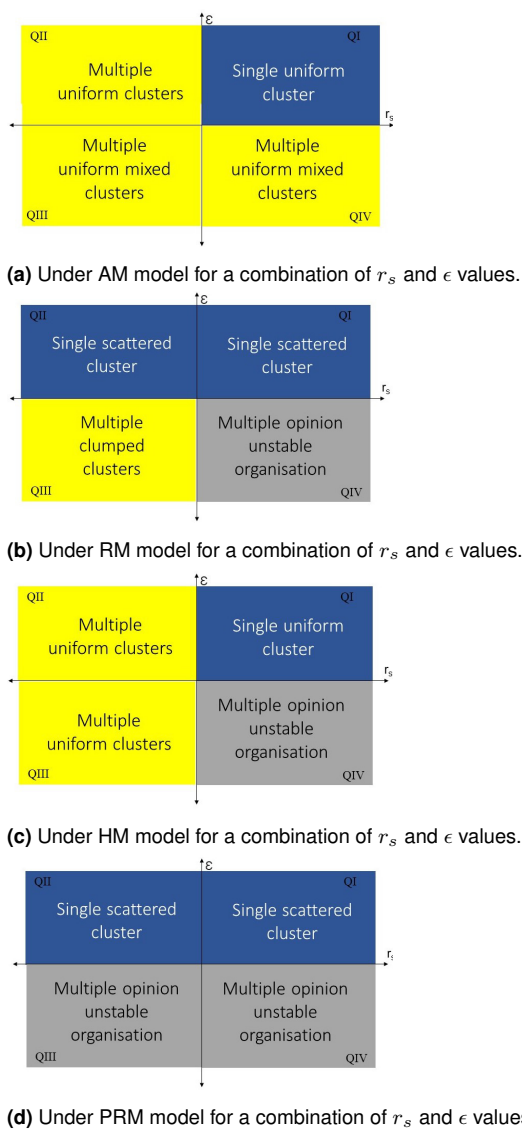 ε
QII
QI
Multiple
uniform clusters
Single uniform
cluster
r_s
Multiple
uniform mixed
clusters
Multiple
uniform mixed
clusters
QIII
QIV
(a) Under AM model for a combination of r_s and ϵ values.
ε
QII
QI
Single scattered
cluster
Single scattered
cluster
r_s
Multiple
clumped
clusters
Multiple opinion
unstable
organisation
QIII
QIV
(b) Under RM model for a combination of r_s and ϵ values.
ε
QII
QI
Multiple
uniform clusters
Single uniform
cluster
r_s
Multiple
uniform clusters
Multiple opinion
unstable
organisation
QIII
QIV
(c) Under HM model for a combination of r_s and ϵ values.
ε
QII
QI
Single scattered
cluster
Single scattered
cluster
r_s
Multiple opinion
unstable
organisation
Multiple opinion
unstable
organisation
QIII
QIV
(d) Under PRM model for a combination of r_s and ϵ value